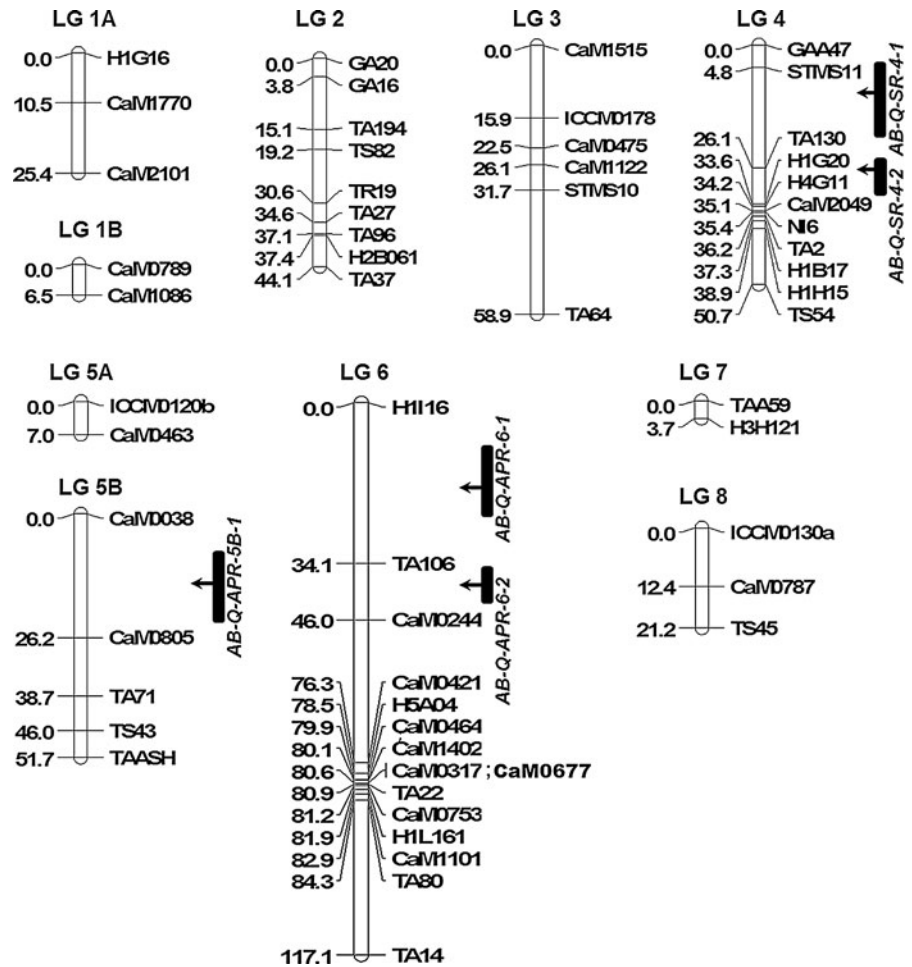 LG 1A
0.0 H1G16
10.5 CaM1770
25.4 CaM2101
LG 1B
0.0 CaM0789
6.5 CaM1086
LG 2
0.0 GA20
3.8 GA16
15.1 TA194
19.2 TS82
30.6 TR19
34.6 TA27
37.1 TA96
37.4 H2B061
44.1 TA37
LG 3
0.0 CaM1515
15.9 ICCM0178
22.5 CaM0475
26.1 CaM1122
31.7 STMS10
58.9 TA64
LG 4
0.0 GAA47
4.8 STMS11
26.1 TA130
33.6 H1G20
34.2 H4G11
35.1 CaM2049
35.4 NI6
36.2 TA2
37.3 H1B17
38.9 H1H15
50.7 TS54
AB-Q-SR-4-1
AB-Q-SR-4-2
LG 5A
0.0 ICCM0120b
7.0 CaM0463
LG 5B
0.0 CaM0038
26.2 CaM0805
38.7 TA71
46.0 TS43
51.7 TAASH
AB-Q-APR-5B-1
LG 6
0.0 H1I16
34.1 TA106
46.0 CaM0244
76.3 CaM0421
78.5 H5A04
79.9 CaM0464
80.1 CaM1402
80.6 CaM0317 ; CaM0677
80.9 TA22
81.2 CaM0753
81.9 H1L161
82.9 CaM1101
84.3 TA80
117.1 TA14
AB-Q-APR-6-1
AB-Q-APR-6-2
LG 7
0.0 TAA59
3.7 H3H121
LG 8
0.0 ICCM0130a
12.4 CaM0787
21.2 TS45